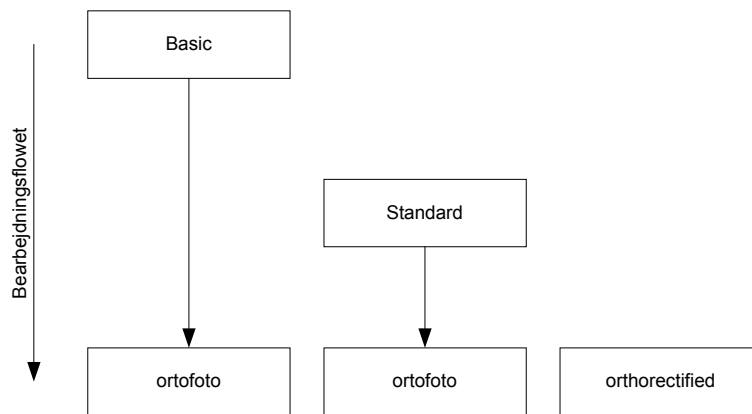 Basic
Bearbejdningsflowet
Standard
ortofoto
ortofoto
orthorectified